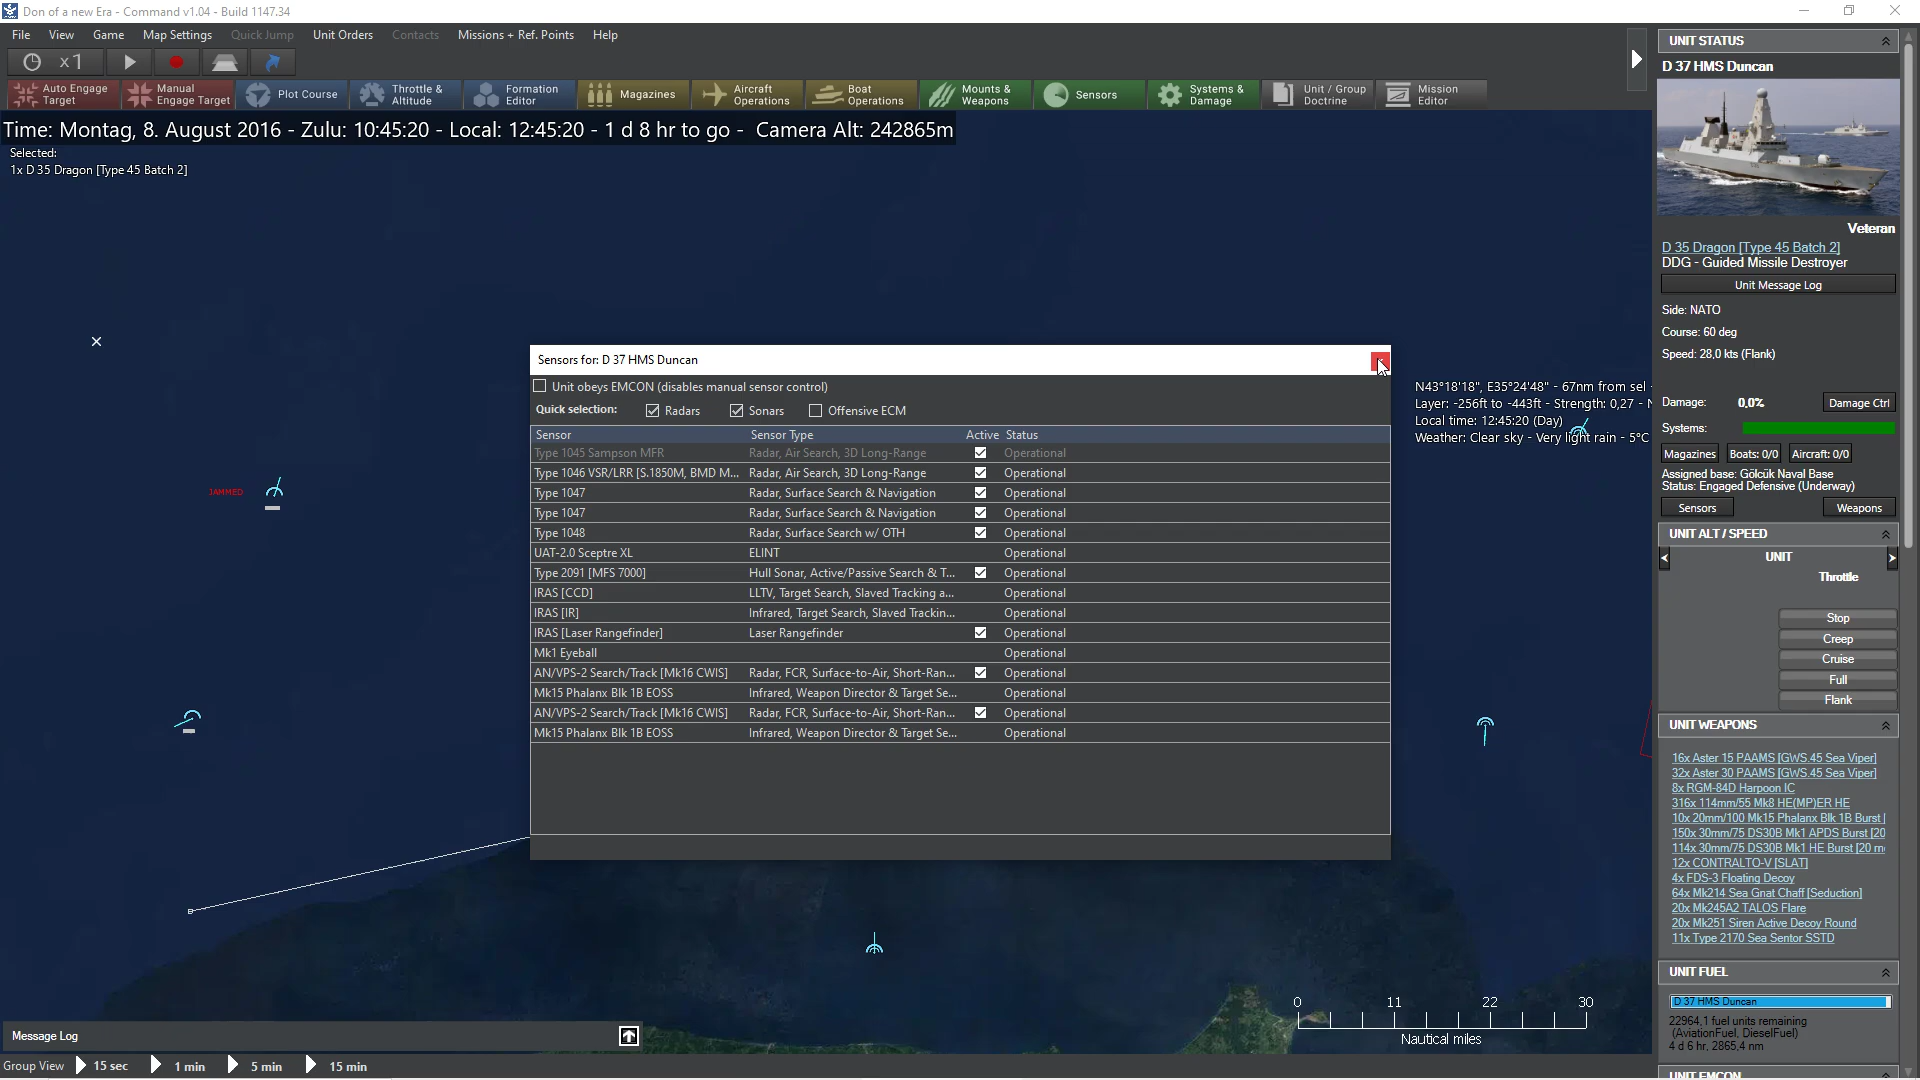 Don of a new Era - Command v1.04 - Build 1147.34
File View Game Map Settings Quick Jump Unit Orders Contacts Missions + Ref. Points Help
x1
Auto Engage Target
Manual Engage Target
Plot Course
Throttle & Altitude
Formation Editor
Magazines
Aircraft Operations
Boat Operations
Mounts & Weapons
Sensors
Systems & Damage
Unit / Group Doctrine
Mission Editor
Time: Montag, 8. August 2016 - Zulu: 10:45:20 - Local: 12:45:20 - 1 d 8 hr to go - Camera Alt: 242865m
Selected:
1x D 35 Dragon [Type 45 Batch 2]
JAMMED
Sensors for: D 37 HMS Duncan
Unit obeys EMCON (disables manual sensor control)
Quick selection: Radars Sonars Offensive ECM
Sensor Sensor Type Active Status
Type 1045 Sampson MFR Radar, Air Search, 3D Long-Range Operational
Type 1046 VSR/LRR [S.1850M, BMD M... Radar, Air Search, 3D Long-Range Operational
Type 1047 Radar, Surface Search & Navigation Operational
Type 1047 Radar, Surface Search & Navigation Operational
Type 1048 Radar, Surface Search w/ OTH Operational
UAT-2.0 Sceptre XL ELINT Operational
Type 2091 [MFS 7000] Hull Sonar, Active/Passive Search & T... Operational
IRAS [CCD] LLTV, Target Search, Slaved Tracking a... Operational
IRAS [IR] Infrared, Target Search, Slaved Trackin... Operational
IRAS [Laser Rangefinder] Laser Rangefinder Operational
Mk1 Eyeball Operational
AN/VPS-2 Search/Track [Mk16 CWIS] Radar, FCR, Surface-to-Air, Short-Ran... Operational
Mk15 Phalanx Blk 1B EOSS Infrared, Weapon Director & Target Se... Operational
AN/VPS-2 Search/Track [Mk16 CWIS] Radar, FCR, Surface-to-Air, Short-Ran... Operational
Mk15 Phalanx Blk 1B EOSS Infrared, Weapon Director & Target Se... Operational
N43°18'18", E35°24'48" - 67nm from sel -
Layer: -256ft to -443ft - Strength: 0,27 - N
Local time: 12:45:20 (Day)
Weather: Clear sky - Very light rain - 5°C
0 11 22 30
Nautical miles
Message Log
Group View 15 sec 1 min 5 min 15 min
UNIT STATUS
D 37 HMS Duncan
Veteran
D 35 Dragon [Type 45 Batch 2]
DDG - Guided Missile Destroyer
Unit Message Log
Side: NATO
Course: 60 deg
Speed: 28,0 kts (Flank)
Damage: 0,0% Damage Ctrl
Systems:
Magazines Boats: 0/0 Aircraft: 0/0
Assigned base: Gölcük Naval Base
Status: Engaged Defensive (Underway)
Sensors Weapons
UNIT ALT / SPEED
< UNIT >
Throttle
Stop
Creep
Cruise
Full
Flank
UNIT WEAPONS
16x Aster 15 PAAMS [GWS.45 Sea Viper]
32x Aster 30 PAAMS [GWS.45 Sea Viper]
8x RGM-84D Harpoon IC
316x 114mm/55 Mk8 HE(MP)ER HE
10x 20mm/100 Mk15 Phalanx Blk 1B Burst [
150x 30mm/75 DS30B Mk1 APDS Burst [20
114x 30mm/75 DS30B Mk1 HE Burst [20 m
12x CONTRALTO-V [SLAT]
4x FDS-3 Floating Decoy
64x Mk214 Sea Gnat Chaff [Seduction]
20x Mk245A2 TALOS Flare
20x Mk251 Siren Active Decoy Round
11x Type 2170 Sea Sentor SSTD
UNIT FUEL
D 37 HMS Duncan
22964,1 fuel units remaining
(AviationFuel, DieselFuel)
4 d 6 hr, 2865,4 nm
UNIT EMCON